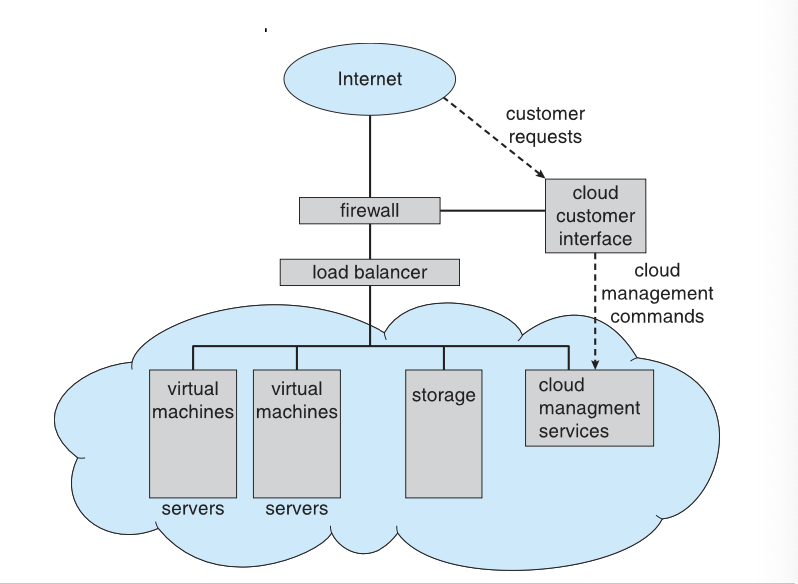 Internet
customer
requests
cloud
customer
interface
firewall
load balancer
cloud
management
commands
virtual
machines
servers
virtual
machines
servers
storage
cloud
managment
services